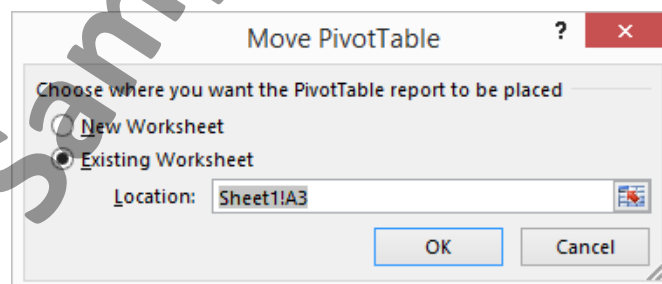 Move PivotTable
?
×
Choose where you want the PivotTable report to be placed
New Worksheet
Existing Worksheet
Location: Sheet1!A3
OK Cancel
Sam